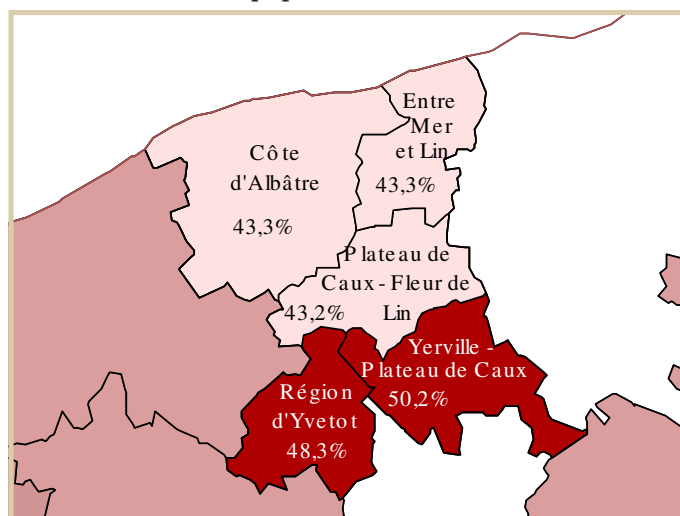 Entre
Mer
et Lin
43,3%
Côte
d'Albâtre
43,3%
Plateau de
Caux - Fleur de
Lin
43,2%
Yerville -
Plateau de Caux
50,2%
Région
d'Yvetot
48,3%